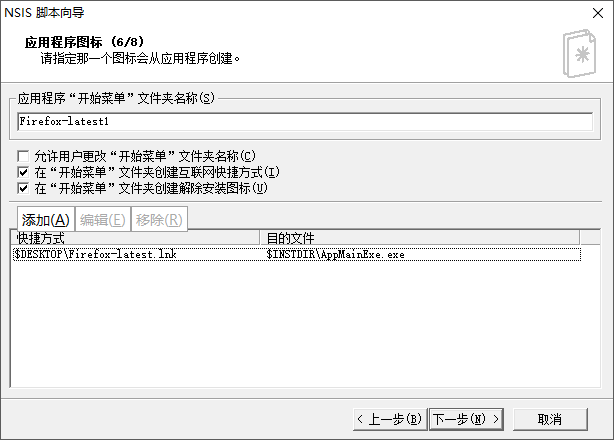 NSIS 脚本向导
应用程序图标 (6/8)
请指定那一个图标会从应用程序创建。
应用程序“开始菜单”文件夹名称(S)
Firefox-latest1
允许用户更改“开始菜单”文件夹名称(C)
在“开始菜单”文件夹创建互联网快捷方式(I)
在“开始菜单”文件夹创建解除安装图标(U)
添加(A) 编辑(E) 移除(R)
快捷方式 目的文件
$DESKTOP\Firefox-latest.lnk $INSTDIR\AppMainExe.exe
< 上一步(B) 下一步(N) > 取消